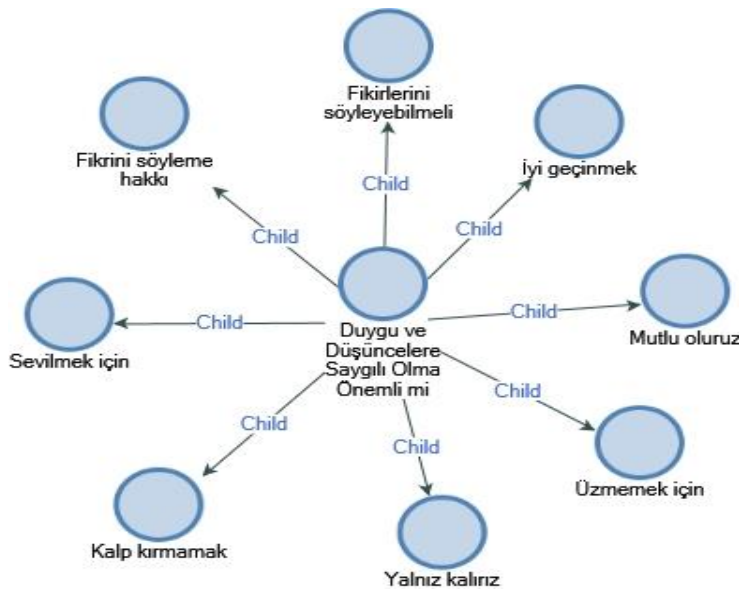 Fikirlerini
söyleyebilmeli
Fikrini söyleme
hakkı
İyi geçinmek
Child
Child
Child
Sevilmek için
Child
Duygu ve
Düşüncelere
Saygılı Olma
Önemli mi
Child
Mutlu oluruz
Child
Child
Child
Kalp kırmamak
Yalnız kalırız
Üzmemek için